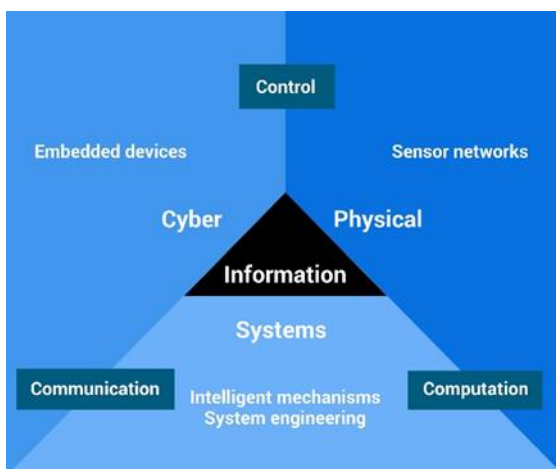 Control
Embedded devices
Sensor networks
Cyber
Physical
Information
Systems
Communication
Intelligent mechanisms
System engineering
Computation